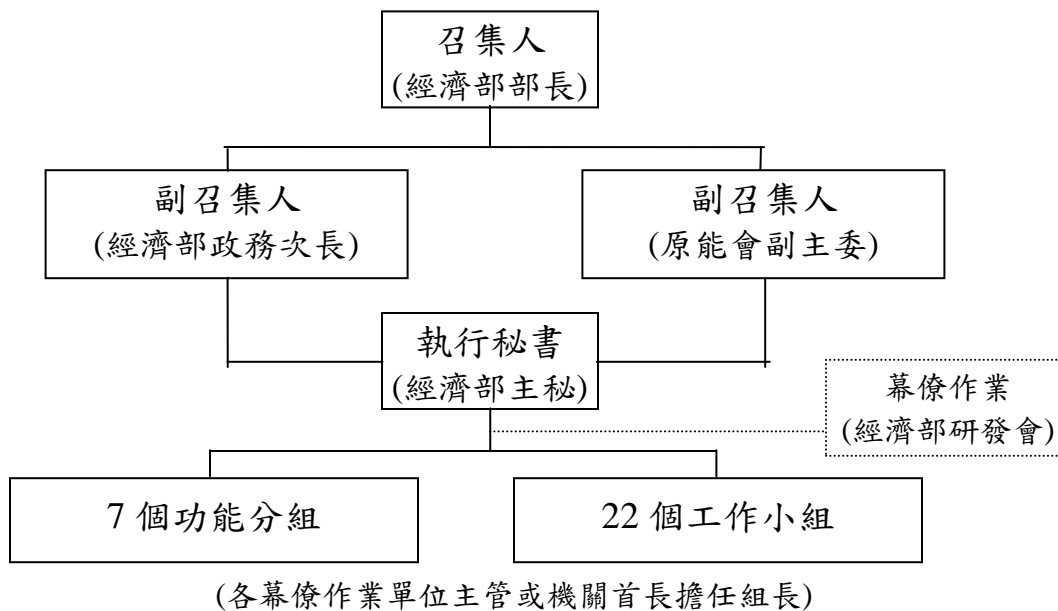 召集人
(經濟部部長)
副召集人
(經濟部政務次長)
副召集人
(原能會副主委)
執行秘書
(經濟部主秘)
幕僚作業
(經濟部研發會)
7 個功能分組
22 個工作小組
(各幕僚作業單位主管或機關首長擔任組長)